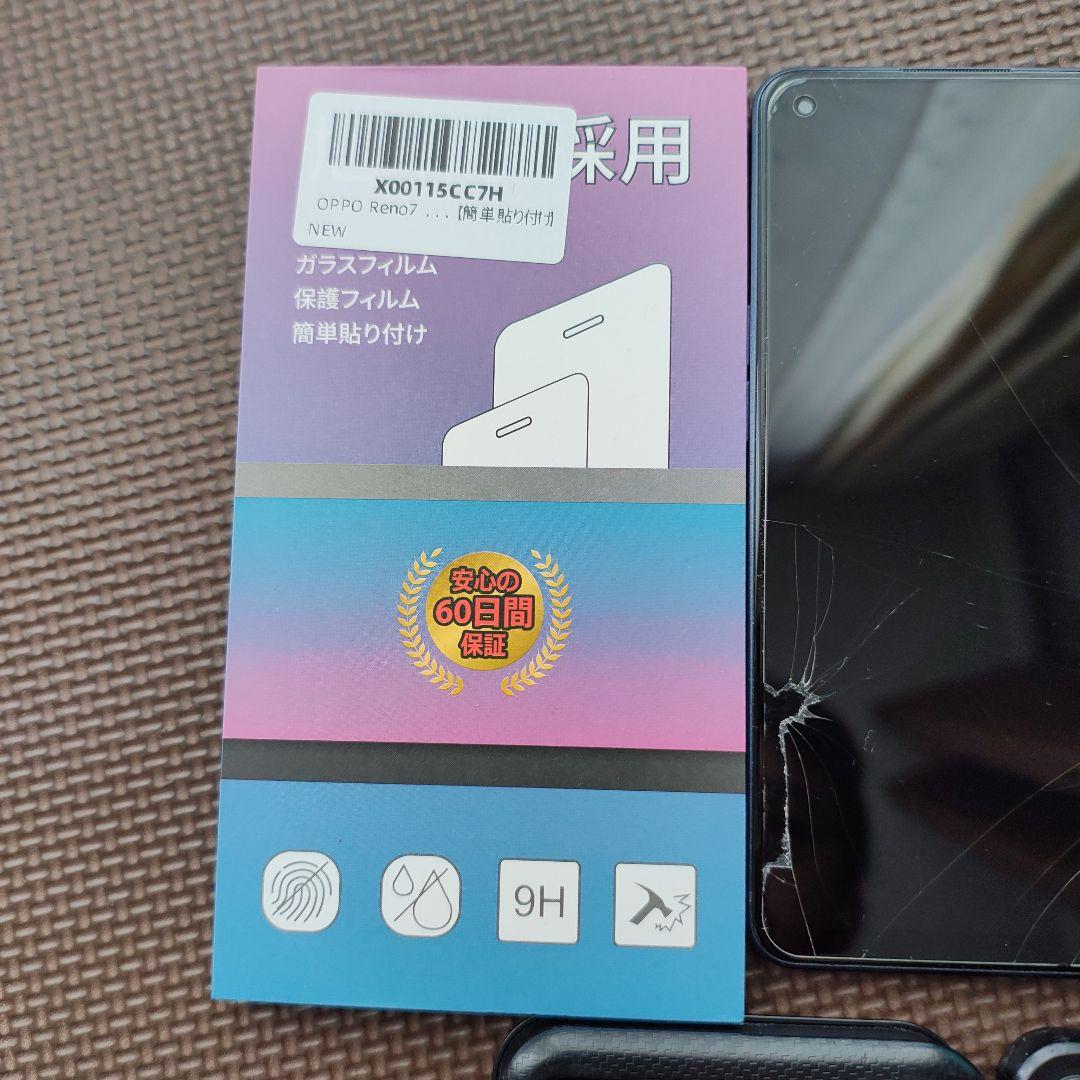 採用
X00115CC7H
OPPO Reno7 ... 【簡単貼り付け】
NEW
ガラスフィルム
保護フィルム
簡単貼り付け
安心の
60日間
保証
9H